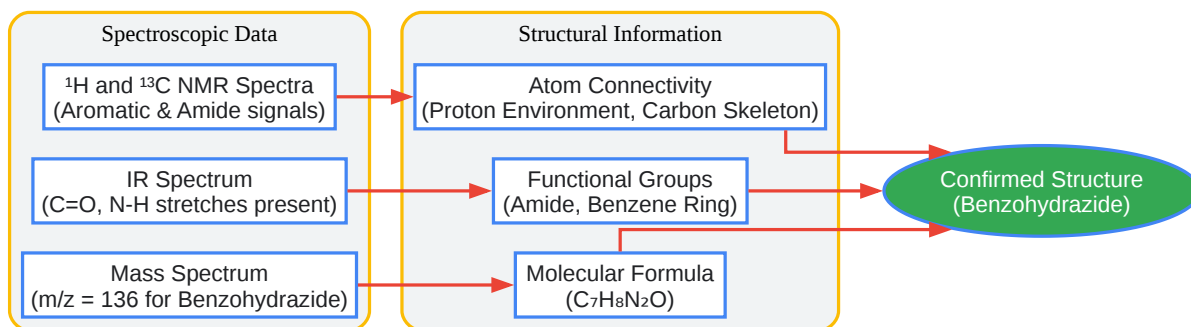 Spectroscopic Data
Structural Information
¹H and ¹³C NMR Spectra
(Aromatic & Amide signals)
Atom Connectivity
(Proton Environment, Carbon Skeleton)
IR Spectrum
(C=O, N-H stretches present)
Functional Groups
(Amide, Benzene Ring)
Confirmed Structure
(Benzohydrazide)
Mass Spectrum
(m/z = 136 for Benzohydrazide)
Molecular Formula
(C₇H₈N₂O)